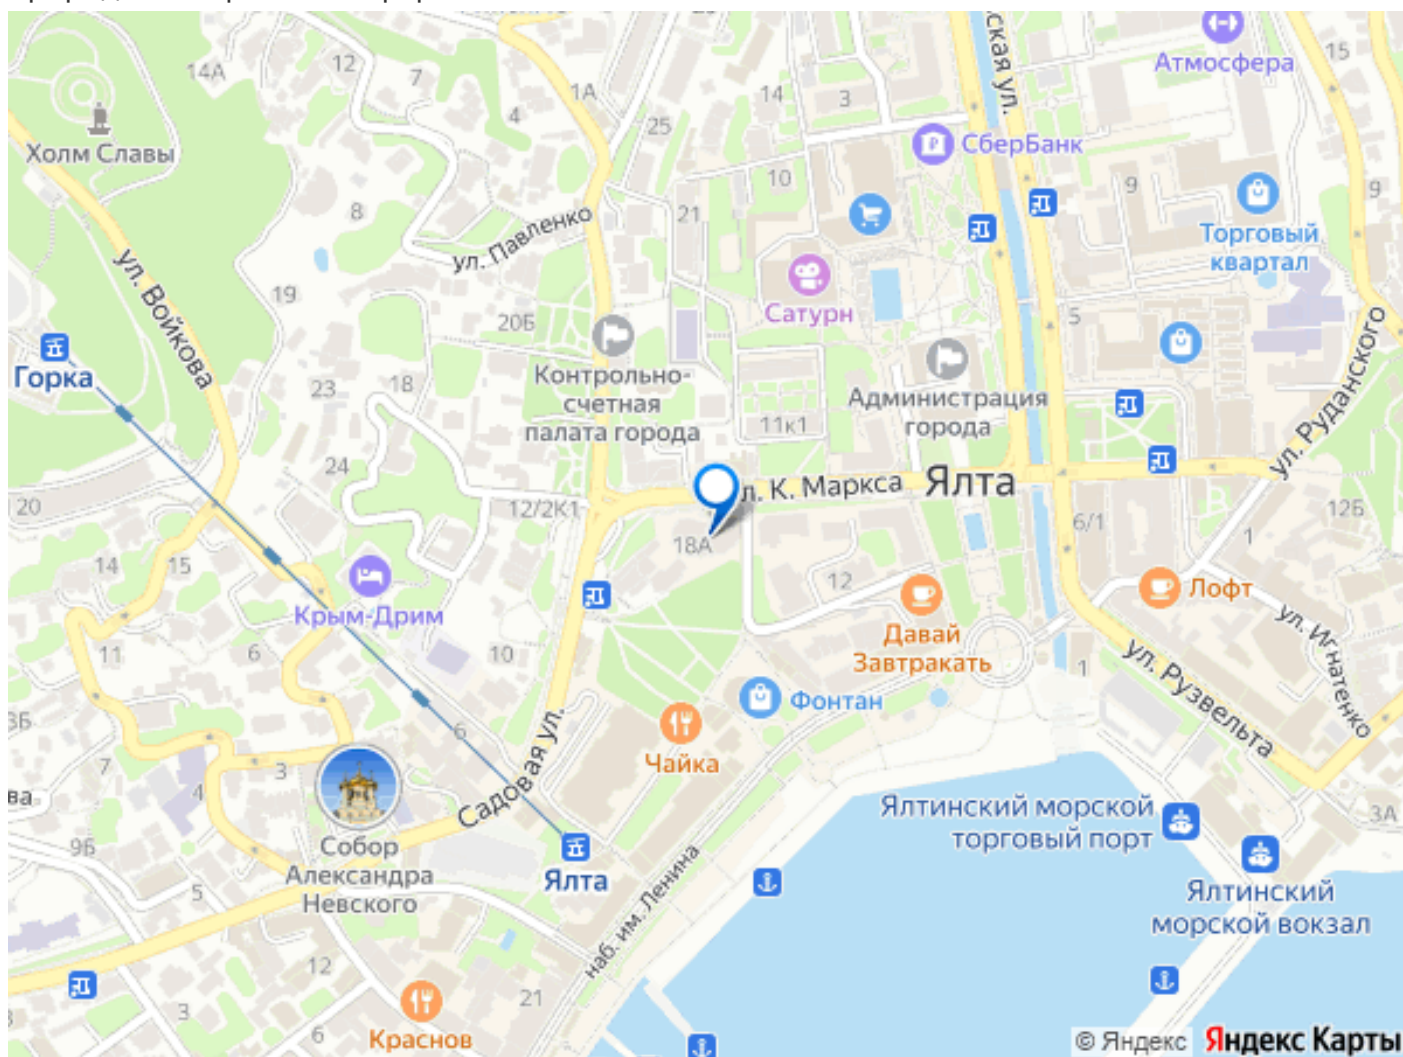 14А
12
7
4
1А
14
3
25
СберБанк
Атмосфера
15
Холм Славы
10
9
9
8
21
Торговый
квартал
ул. Павленко
ул. Войкова
19
20Б
Сатурн
5
Горка
23
18
Контрольно-
счетная
палата города
11к1
Администрация
города
ул. Руданского
24
л. К. Маркса
Ялта
20
12/2К1
18А
6/1
12Б
1
14
15
Крым-Дрим
12
Давай
Завтракать
Лофт
ул. Игнатенко
11
6
10
Фонтан
1
ул. Рузвельта
6
Чайка
7
3
4
Садовая ул.
Ялтинский морской
торговый порт
3А
9Б
Собор
Александра
Невского
5
Ялта
наб. им. Ленина
Ялтинский
морской вокзал
12
21
6
Краснов
© Яндекс Яндекс Карты